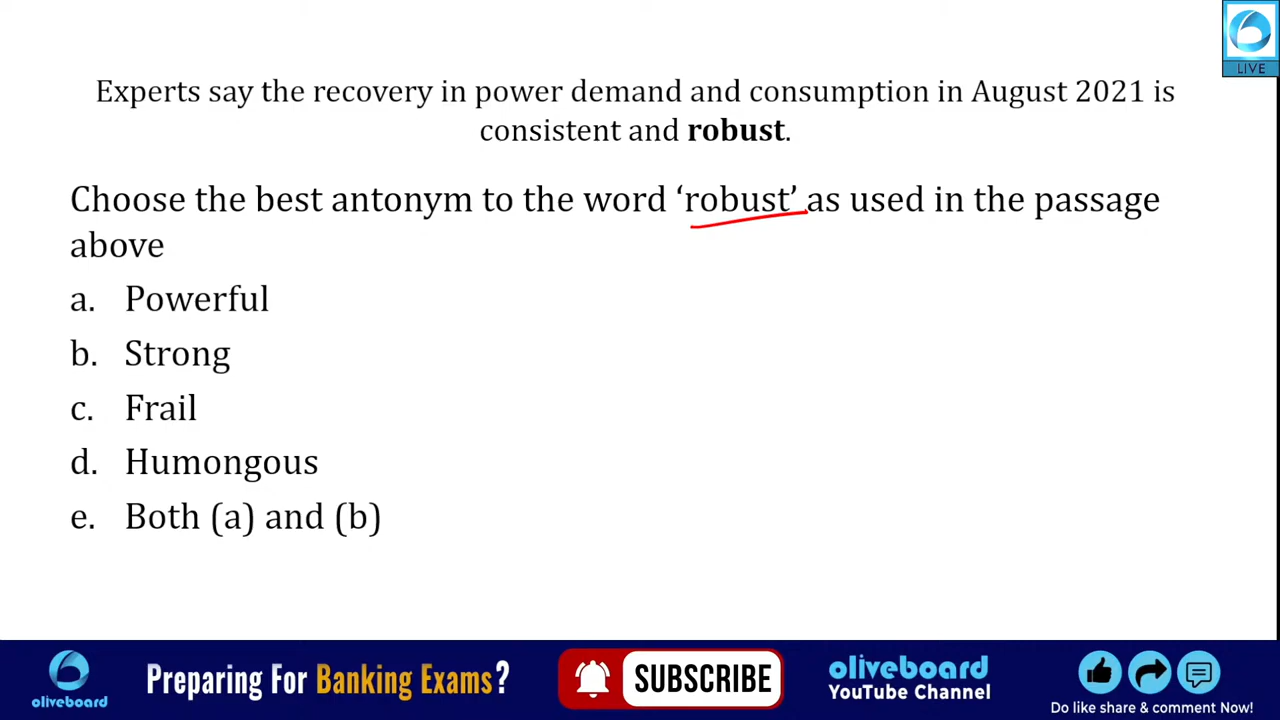 LIVE
Experts say the recovery in power demand and consumption in August 2021 is
consistent and robust.
Choose the best antonym to the word ‘robust’ as used in the passage
above
a. Powerful
b. Strong
c. Frail
d. Humongous
e. Both (a) and (b)
oliveboard
Preparing For Banking Exams?
SUBSCRIBE
oliveboard
YouTube Channel
Do like share & comment Now!